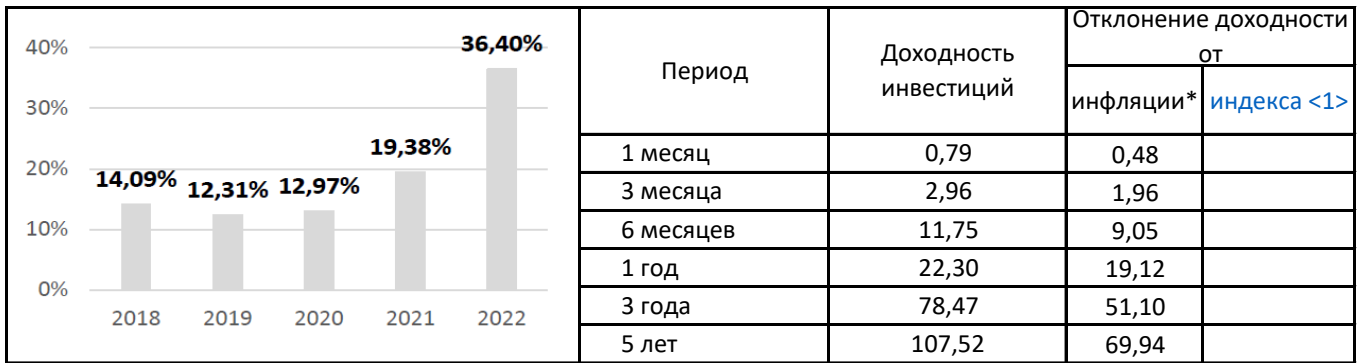 40%
30%
20%
10%
0%
14,09%
12,31%
12,97%
19,38%
36,40%
2018 2019 2020 2021 2022
Период
Доходность
инвестиций
Отклонение доходности
от
инфляции* индекса <1>
1 месяц 0,79 0,48
3 месяца 2,96 1,96
6 месяцев 11,75 9,05
1 год 22,30 19,12
3 года 78,47 51,10
5 лет 107,52 69,94